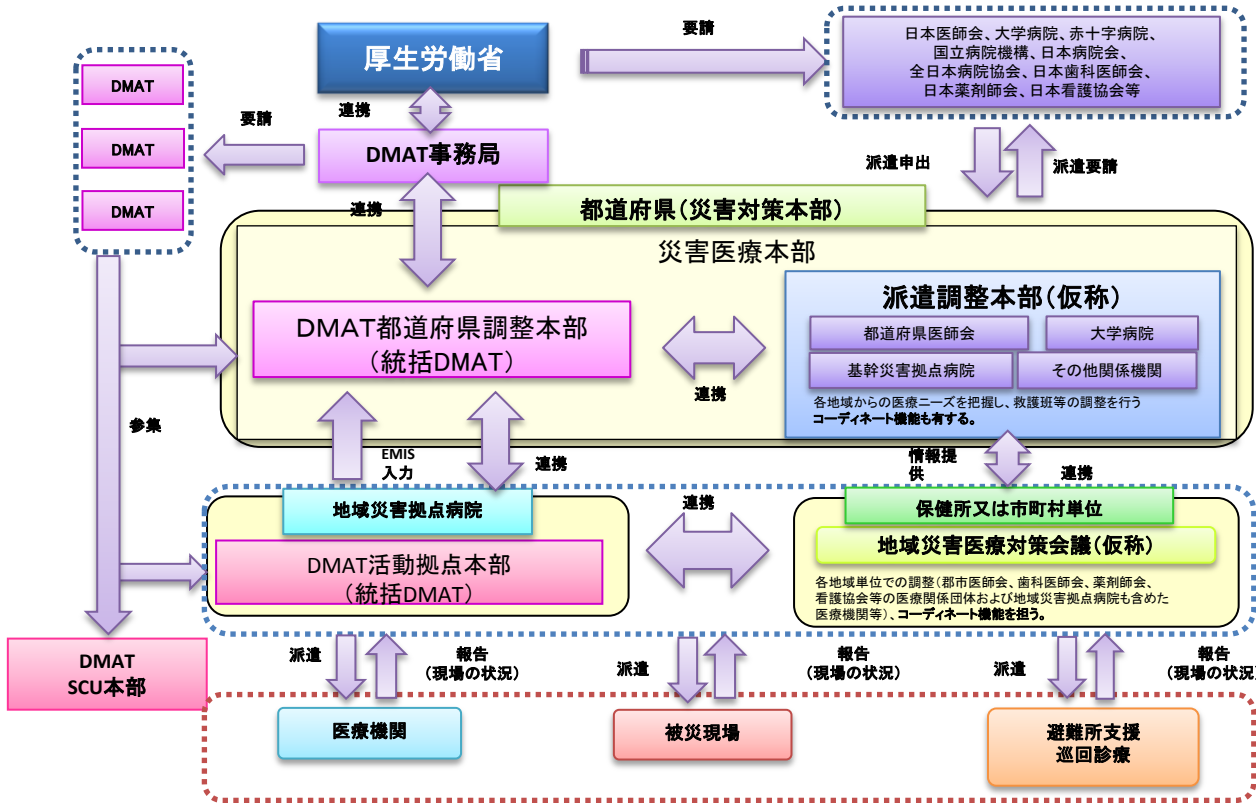 厚生労働省
要請
日本医師会、大学病院、赤十字病院、
国立病院機構、日本病院会、
全日本病院協会、日本歯科医師会、
日本薬剤師会、日本看護協会等
DMAT
DMAT
DMAT
要請
連携
DMAT事務局
派遣申出
派遣要請
連携
都道府県(災害対策本部)
災害医療本部
DMAT都道府県調整本部
(統括DMAT)
連携
派遣調整本部(仮称)
都道府県医師会
大学病院
基幹災害拠点病院
その他関係機関
各地域からの医療ニーズを把握し、救護班等の調整を行う
コーディネート機能も有する。
参集
EMIS
入力
連携
情報提
供
連携
地域災害拠点病院
DMAT活動拠点本部
(統括DMAT)
連携
保健所又は市町村単位
地域災害医療対策会議(仮称)
各地域単位での調整(郡市医師会、歯科医師会、薬剤師会、
看護協会等の医療関係団体および地域災害拠点病院も含めた
医療機関等)、コーディネート機能を担う。
DMAT
SCU本部
派遣
報告
(現場の状況)
派遣
報告
(現場の状況)
派遣
報告
(現場の状況)
医療機関
被災現場
避難所支援
巡回診療